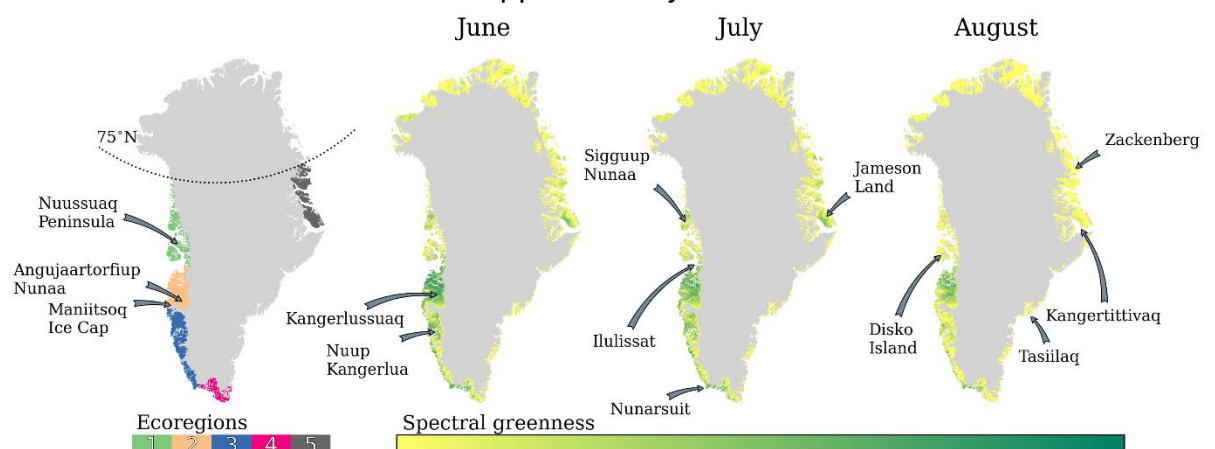 June
July
August
75°N
Nuussuaq
Peninsula
Angujaartorfiup
Nunaa
Maniitsoq
Ice Cap
Kangerlussuaq
Nuup
Kangerlua
Sigguup
Nunaa
Jameson
Land
Ilulissat
Nunarsuit
Zackenberg
Kangertittivaq
Disko
Island
Tasiilaq
Ecoregions
1 2 3 4 5
Spectral greenness